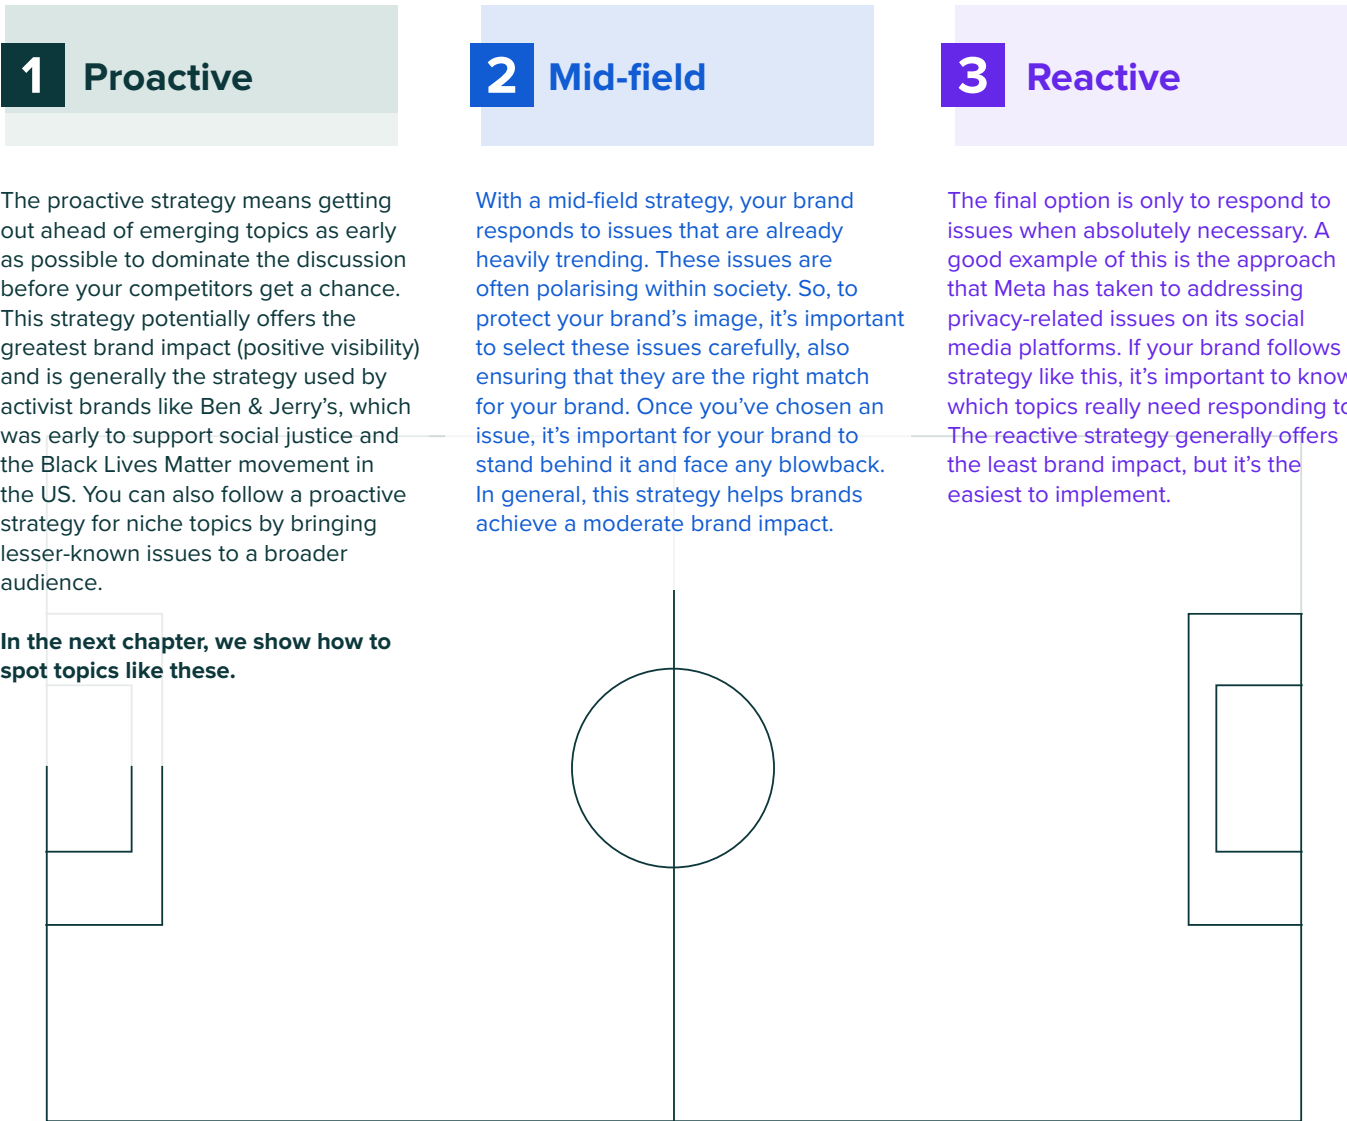 1 Proactive
The proactive strategy means getting
out ahead of emerging topics as early
as possible to dominate the discussion
before your competitors get a chance.
This strategy potentially offers the
greatest brand impact (positive visibility)
and is generally the strategy used by
activist brands like Ben & Jerry’s, which
was early to support social justice and
the Black Lives Matter movement in
the US. You can also follow a proactive
strategy for niche topics by bringing
lesser-known issues to a broader
audience.
In the next chapter, we show how to
spot topics like these.
2 Mid-field
With a mid-field strategy, your brand
responds to issues that are already
heavily trending. These issues are
often polarising within society. So, to
protect your brand’s image, it’s important
to select these issues carefully, also
ensuring that they are the right match
for your brand. Once you’ve chosen an
issue, it’s important for your brand to
stand behind it and face any blowback.
In general, this strategy helps brands
achieve a moderate brand impact.
3 Reactive
The final option is only to respond to
issues when absolutely necessary. A
good example of this is the approach
that Meta has taken to addressing
privacy-related issues on its social
media platforms. If your brand follows
strategy like this, it’s important to know
which topics really need responding to
The reactive strategy generally offers
the least brand impact, but it’s the
easiest to implement.